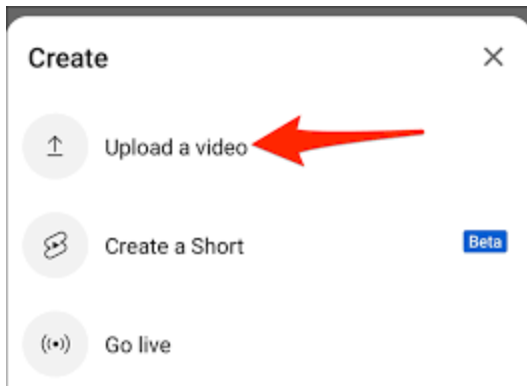 Create
Upload a video
Create a Short
Beta
Go live